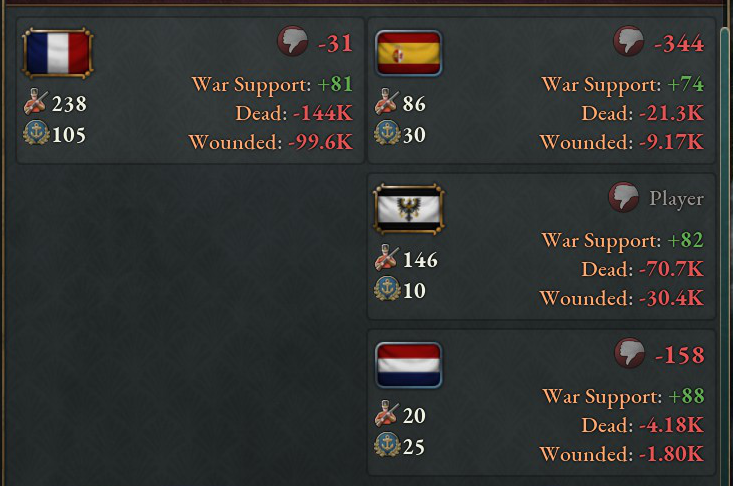 -31
War Support: +81
238
Dead: -144K
105
Wounded: -99.6K
-344
War Support: +74
86
Dead: -21.3K
30
Wounded: -9.17K
Player
War Support: +82
146
Dead: -70.7K
10
Wounded: -30.4K
-158
War Support: +88
20
Dead: -4.18K
25
Wounded: -1.80K